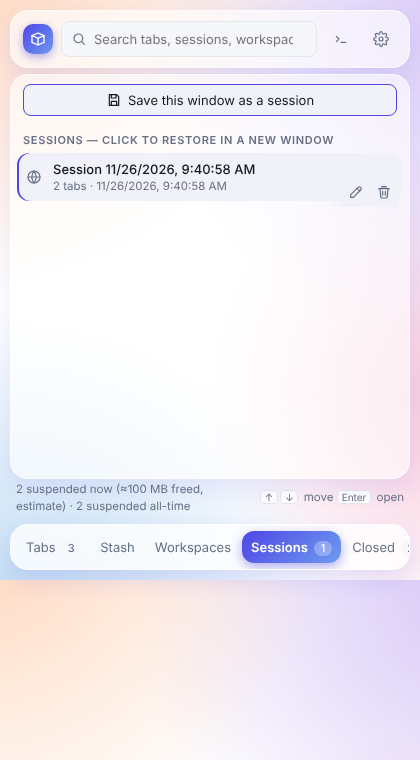 Search tabs, sessions, workspac
Save this window as a session
SESSIONS — CLICK TO RESTORE IN A NEW WINDOW
Session 11/26/2026, 9:40:58 AM
2 tabs · 11/26/2026, 9:40:58 AM
2 suspended now (≈100 MB freed,
estimate) · 2 suspended all-time
↑ ↓ move Enter open
Tabs 3 Stash Workspaces Sessions 1 Closed